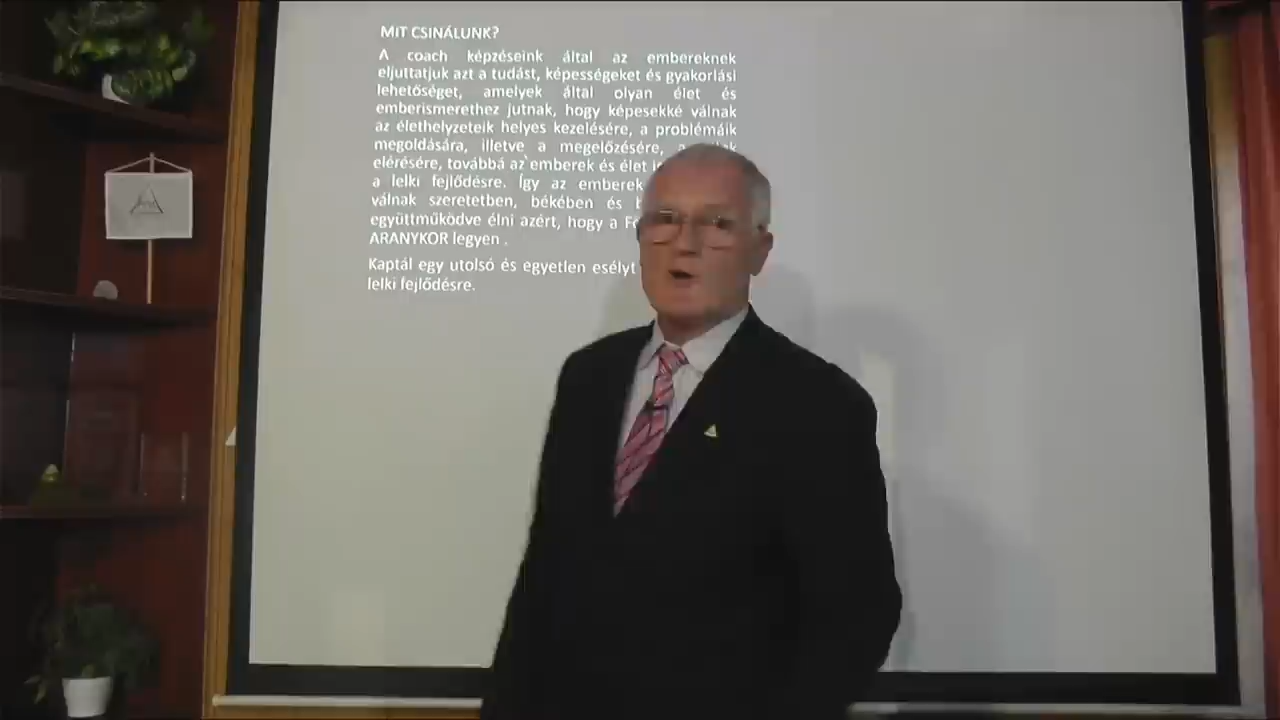 MIT CSINÁLUNK?
A coach képzéseink által az embereknek
eljuttatjuk azt a tudást, képességeket és gyakorlási
lehetőséget, amelyek által olyan élet és
emberismerethez jutnak, hogy képesekké válnak
az élethelyzeteik helyes kezelésére, a problémáik
megoldására, illetve a megelőzésére, a
elérésére, továbbá az emberek és élet
a lelki fejlődésre. Így az emberek
válnak szeretetben, békében és
együttműködve élni azért, hogy a
ARANYKOR legyen .
Kaptál egy utolsó és egyetlen esélyt
lelki fejlődésre.